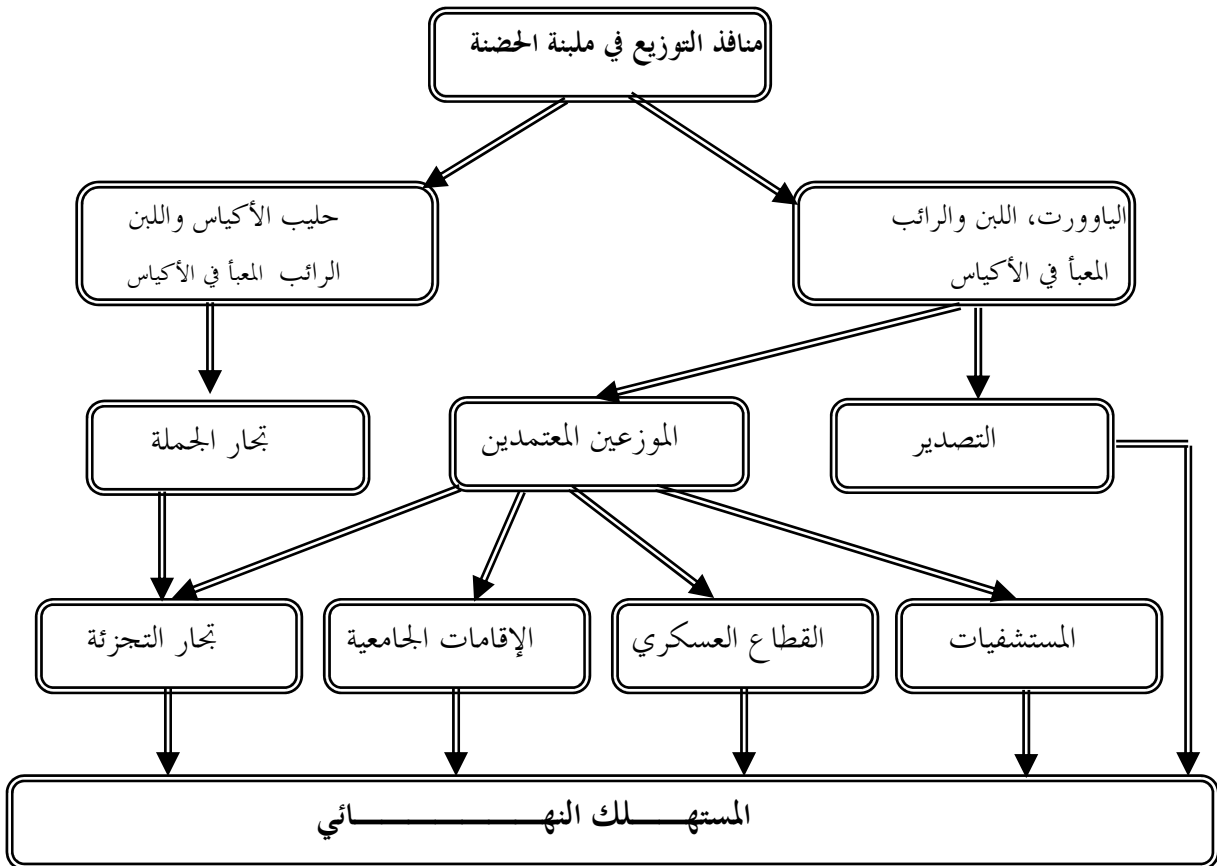 منافذ التوزيع في ملبنة الحضنة
الياوورت، اللبن والرائب
المعبأ في الأكياس
حليب الأكياس واللبن
الرائب المعبأ في الأكياس
التصدير
الموزعين المعتمدين
تجار الجملة
المستشفيات
القطاع العسكري
الإقامات الجامعية
تجار التجزئة
المستهـــــلك النهـــــــــــــــــائي